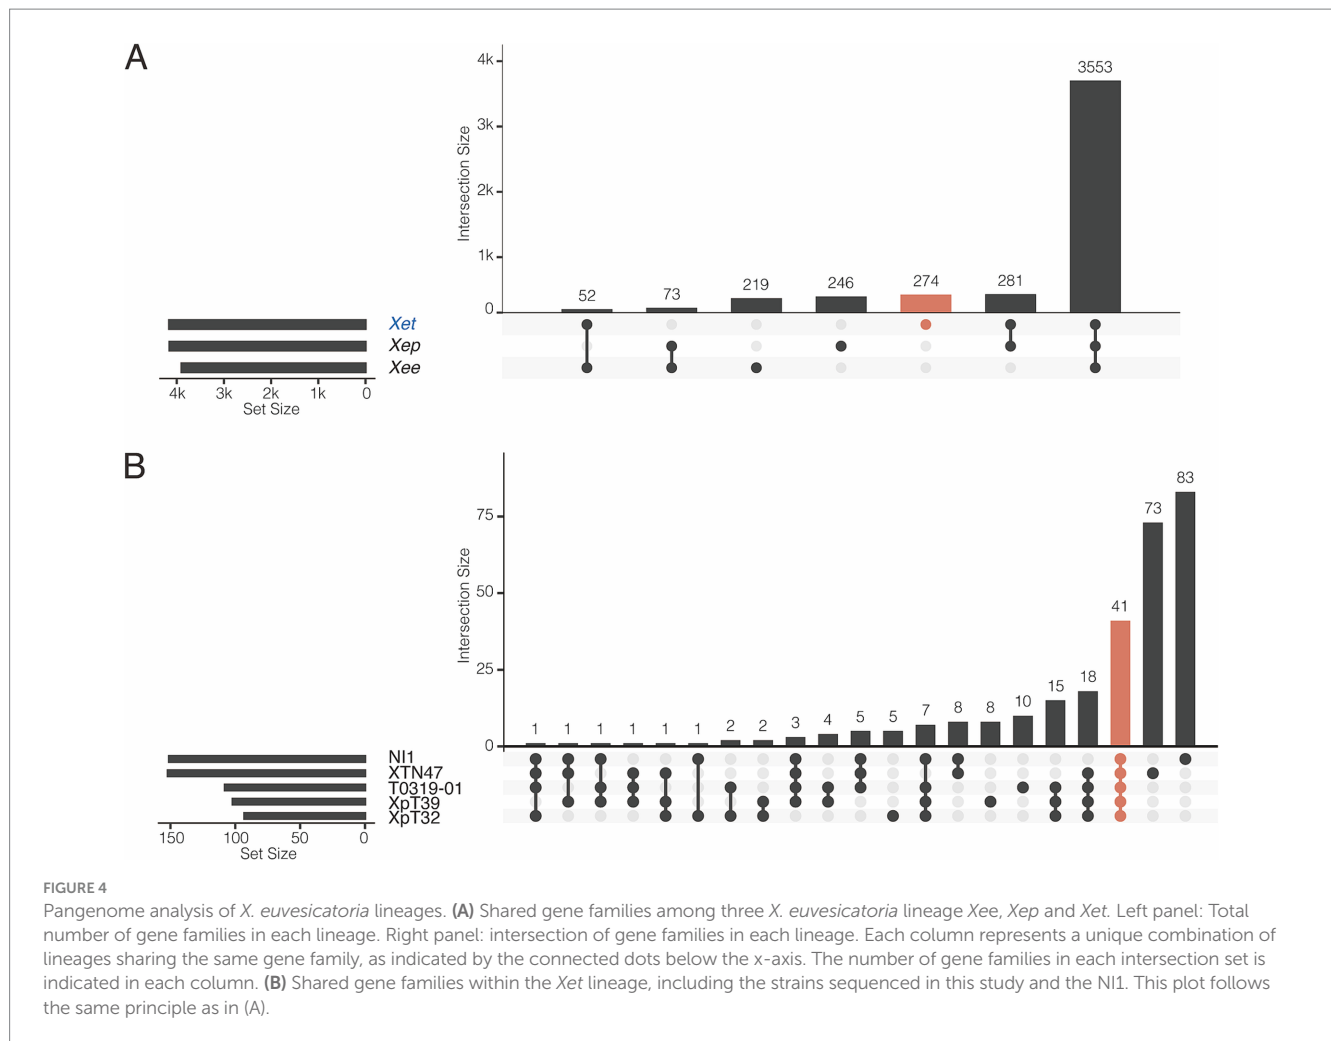 A
4k
3k
2k
1k
0
Intersection Size
52
73
219
246
274
281
3553
Xet
Xep
Xee
4k 3k 2k 1k 0
Set Size
B
75
50
25
0
Intersection Size
1 1 1 1 1 1 2 2 3 4 5 5 7 8 8 10 15 18 41 73 83
NI1
XTN47
T0319-01
XpT39
XpT32
150 100 50 0
Set Size
FIGURE 4
Pangenome analysis of X. euvesicatoria lineages. (A) Shared gene families among three X. euvesicatoria lineage Xee, Xep and Xet. Left panel: Total
number of gene families in each lineage. Right panel: intersection of gene families in each lineage. Each column represents a unique combination of
lineages sharing the same gene family, as indicated by the connected dots below the x-axis. The number of gene families in each intersection set is
indicated in each column. (B) Shared gene families within the Xet lineage, including the strains sequenced in this study and the NI1. This plot follows
the same principle as in (A).